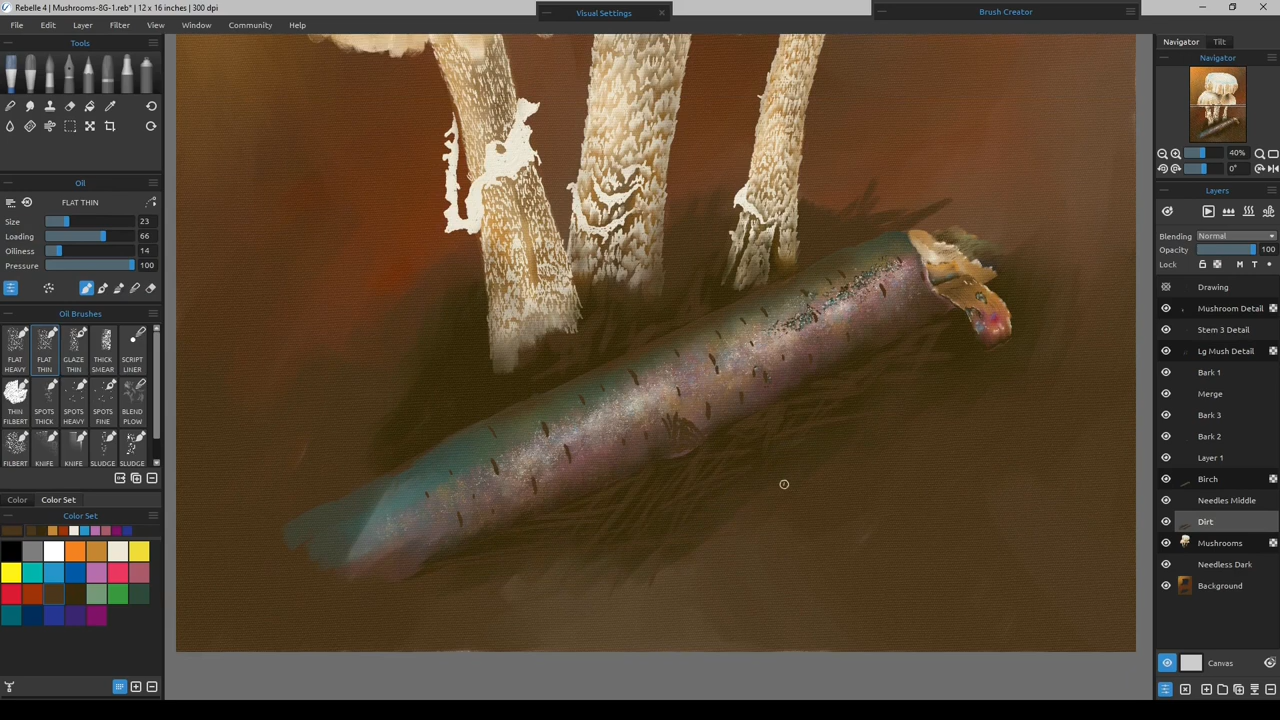 Rebelle 4 | Mushrooms-8G-1.reb* | 12 x 16 inches | 300 dpi
Visual Settings
Brush Creator
File Edit Layer Filter View Window Community Help
Tools
Oil
FLAT THIN
Size 23
Loading 66
Oiliness 14
Pressure 100
Oil Brushes
FLAT HEAVY
FLAT THIN
GLAZE THIN
THICK SMEAR
SCRIPT LINER
THIN FILBERT
SPOTS THICK
SPOTS HEAVY
SPOTS FINE
BLEND PLOW
FILBERT
KNIFE
KNIFE
SLUDGE
SLUDGE
Color Color Set
Color Set
Navigator Tilt
Navigator
40%
0°
Layers
Blending Normal
Opacity 100
Lock M T
Drawing
Mushroom Detail
Stem 3 Detail
Lg Mush Detail
Bark 1
Merge
Bark 3
Bark 2
Layer 1
Birch
Needles Middle
Dirt
Mushrooms
Needless Dark
Background
Canvas